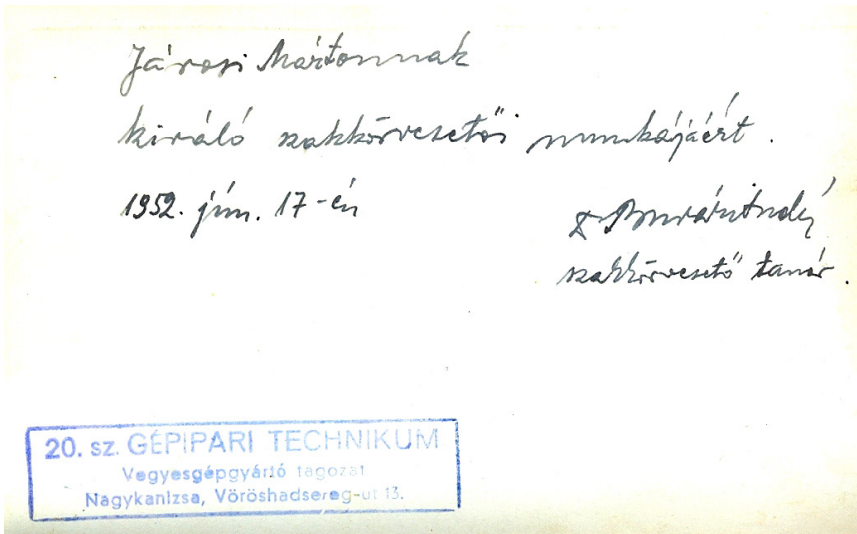 Járosi Mártonnak
kiváló szakkörvezetői munkájáért.
1952. jún. 17-én
szakkörvezető tanár.
20. sz. GÉPIPARI TECHNIKUM
Vegyesgépgyártó tagozat
Nagykanizsa, Vöröshadsereg-ut 13.